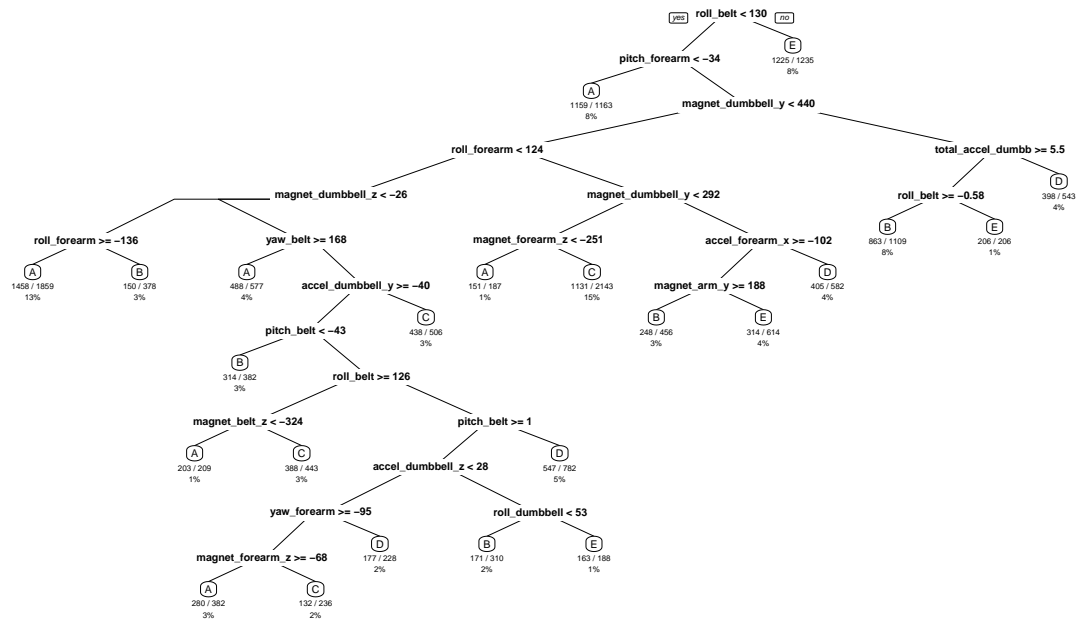 yes roll_belt < 130 no
E
1225 / 1235
8%
pitch_forearm < −34
A
1159 / 1163
8%
magnet_dumbbell_y < 440
roll_forearm < 124
total_accel_dumbb >= 5.5
D
398 / 543
4%
magnet_dumbbell_z < −26
magnet_dumbbell_y < 292
roll_belt >= −0.58
B
863 / 1109
8%
E
206 / 206
1%
roll_forearm >= −136
yaw_belt >= 168
magnet_forearm_z < −251
accel_forearm_x >= −102
A
1458 / 1859
13%
B
150 / 378
3%
A
488 / 577
4%
A
151 / 187
1%
C
1131 / 2143
15%
D
405 / 582
4%
accel_dumbbell_y >= −40
magnet_arm_y >= 188
C
438 / 506
3%
B
248 / 456
3%
E
314 / 614
4%
pitch_belt < −43
B
314 / 382
3%
roll_belt >= 126
magnet_belt_z < −324
pitch_belt >= 1
A
203 / 209
1%
C
388 / 443
3%
D
547 / 782
5%
accel_dumbbell_z < 28
yaw_forearm >= −95
roll_dumbbell < 53
D
177 / 228
2%
B
171 / 310
2%
E
163 / 188
1%
magnet_forearm_z >= −68
A
280 / 382
3%
C
132 / 236
2%